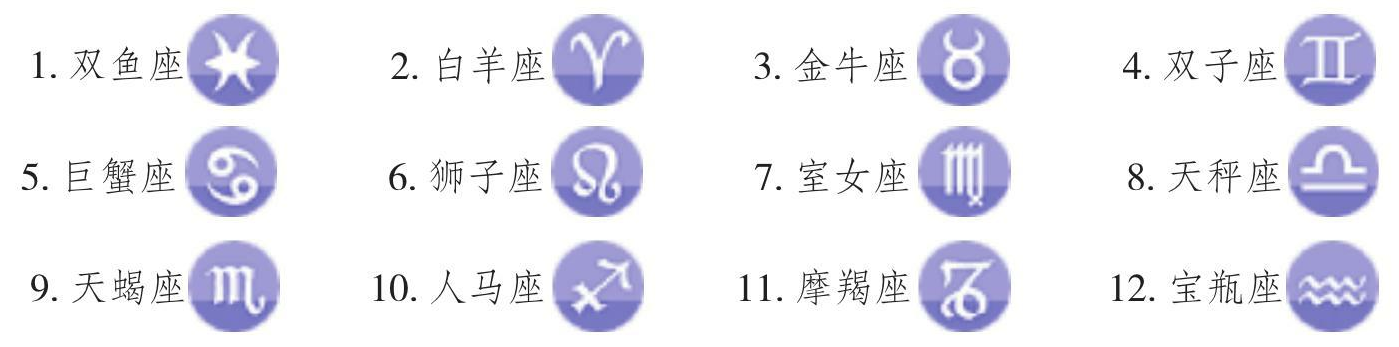 1. 双鱼座 2. 白羊座 3. 金牛座 4. 双子座
5. 巨蟹座 6. 狮子座 7. 室女座 8. 天秤座
9. 天蝎座 10. 人马座 11. 摩羯座 12. 宝瓶座